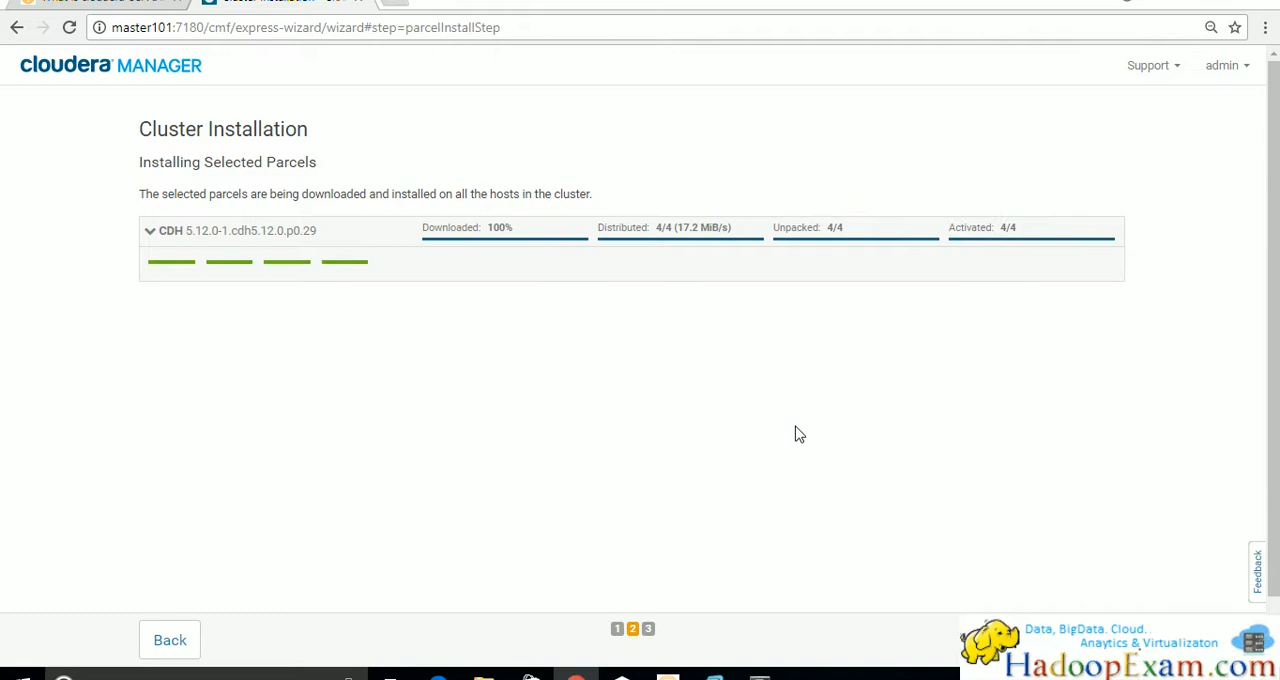 master101:7180/cmf/express-wizard/wizard#step=parcelInstallStep
cloudera MANAGER
Support
admin
Cluster Installation
Installing Selected Parcels
The selected parcels are being downloaded and installed on all the hosts in the cluster.
CDH 5.12.0-1.cdh5.12.0.p0.29
Downloaded: 100%
Distributed: 4/4 (17.2 MiB/s)
Unpacked: 4/4
Activated: 4/4
Feedback
Back
1 2 3
Data, BigData. Cloud..
Anaytics & Virtualizaton
HadoopExam.com